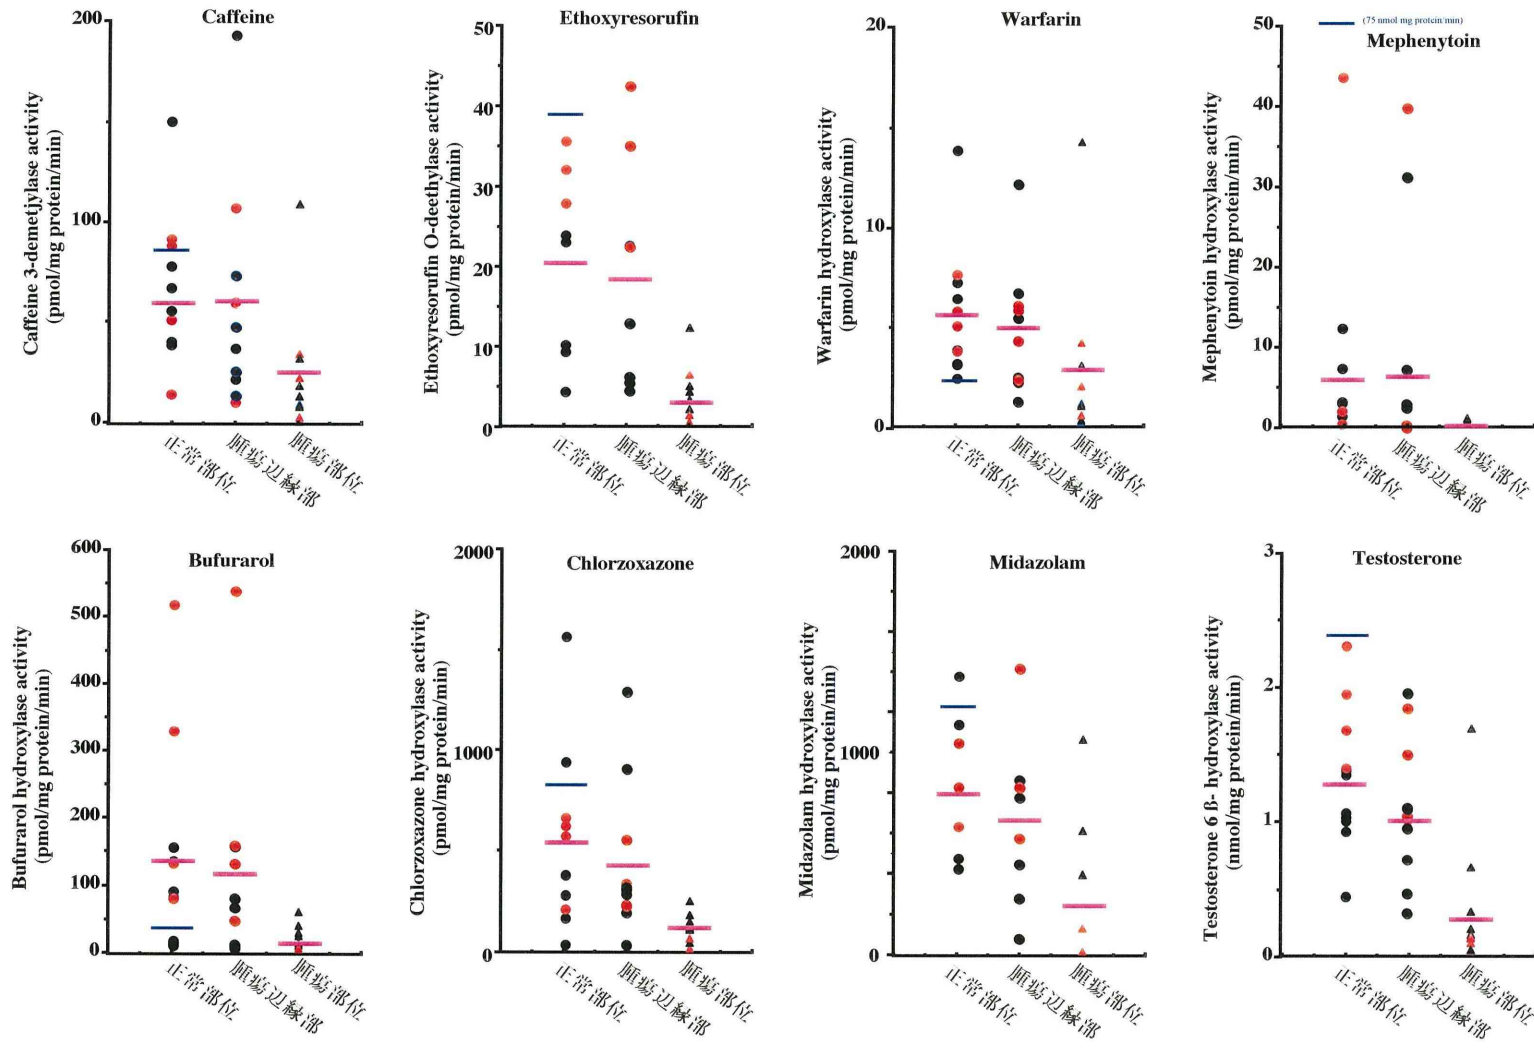 Caffeine
Caffeine 3-demetjylase activity
(pmol/mg protein/min)
200
100
0
正常部位
腫瘍辺縁部
腫瘍部位
Ethoxyresorufin
Ethoxyresorufin O-deethylase activity
(pmol/mg protein/min)
50
40
30
20
10
0
正常部位
腫瘍辺縁部
腫瘍部位
Warfarin
Warfarin hydroxylase activity
(pmol/mg protein/min)
20
10
0
正常部位
腫瘍辺縁部
腫瘍部位
(75 nmol mg protein/min)
Mephenytoin
Mephenytoin hydroxylase activity
(pmol/mg protein/min)
50
40
30
20
10
0
正常部位
腫瘍辺縁部
腫瘍部位
Bufurarol
Bufurarol hydroxylase activity
(pmol/mg protein/min)
600
500
400
300
200
100
0
正常部位
腫瘍辺縁部
腫瘍部位
Chlorzoxazone
Chlorzoxazone hydroxylase activity
(pmol/mg protein/min)
2000
1000
0
正常部位
腫瘍辺縁部
腫瘍部位
Midazolam
Midazolam hydroxylase activity
(pmol/mg protein/min)
2000
1000
0
正常部位
腫瘍辺縁部
腫瘍部位
Testosterone
Testosterone 6 ß- hydroxylase activity
(nmol/mg protein/min)
3
2
1
0
正常部位
腫瘍辺縁部
腫瘍部位